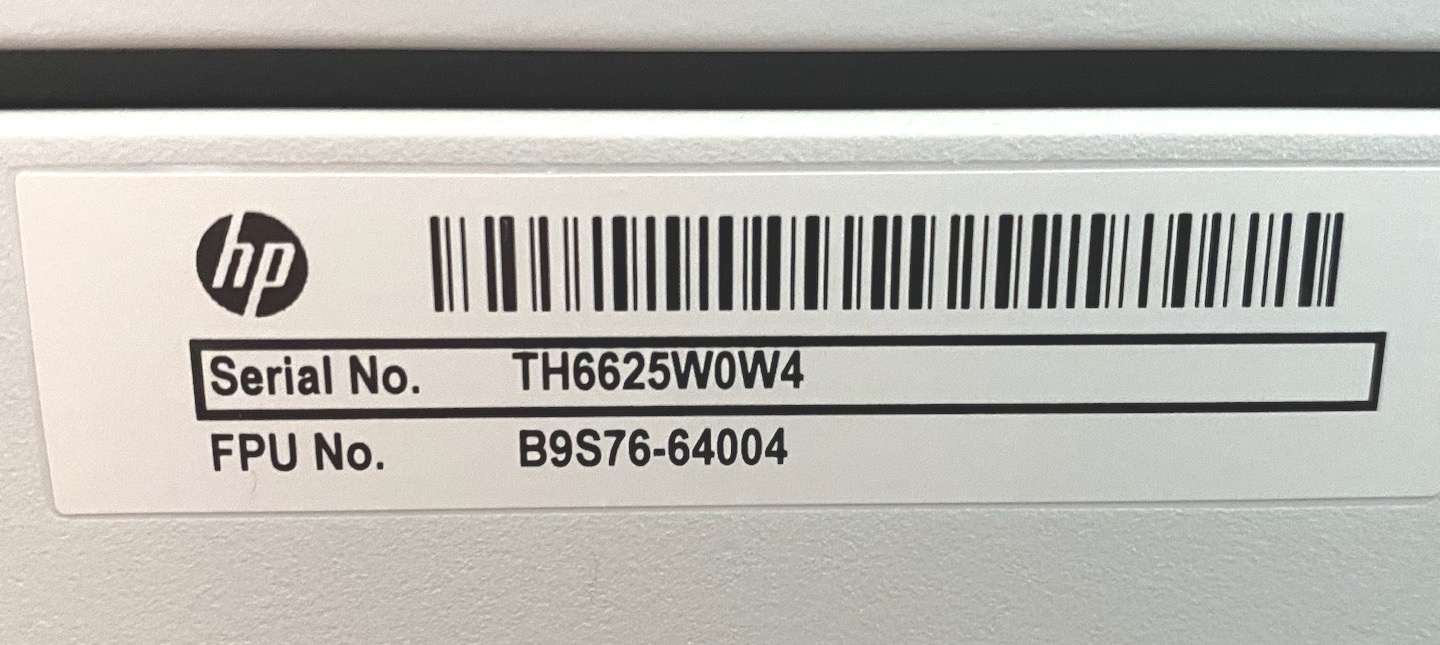 hp
Serial No. TH6625W0W4
FPU No. B9S76-64004